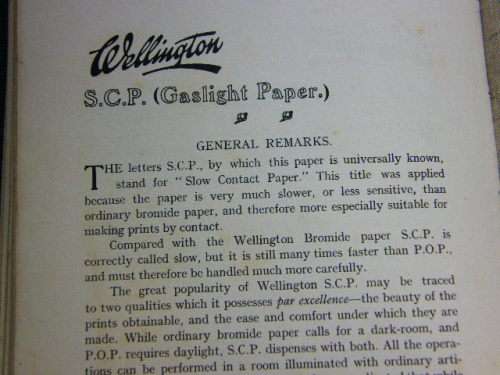 Wellington
S.C.P. (Gaslight Paper.)
GENERAL REMARKS.
THE letters S.C.P., by which this paper is universally known,
stand for "Slow Contact Paper." This title was applied
because the paper is very much slower, or less sensitive, than
ordinary bromide paper, and therefore more especially suitable for
making prints by contact.
Compared with the Wellington Bromide paper S.C.P. is
correctly called slow, but it is still many times faster than P.O.P.,
and must therefore be handled much more carefully.
The great popularity of Wellington S.C.P. may be traced
to two qualities which it possesses par excellence—the beauty of the
prints obtainable, and the ease and comfort under which they are
made. While ordinary bromide paper calls for a dark-room, and
P.O.P. requires daylight, S.C.P. dispenses with both. All the opera-
tions can be performed in a room illuminated with ordinary arti-